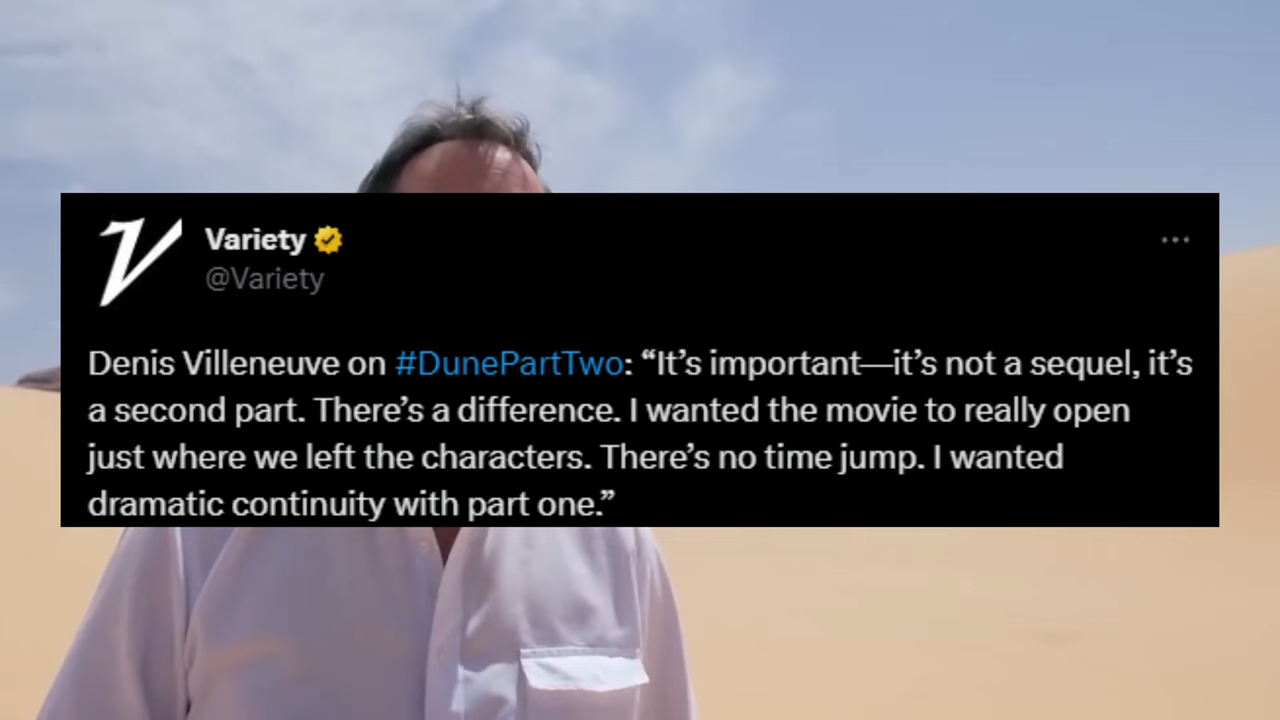 Variety
@Variety
Denis Villeneuve on #DunePartTwo: “It’s important—it’s not a sequel, it’s
a second part. There’s a difference. I wanted the movie to really open
just where we left the characters. There’s no time jump. I wanted
dramatic continuity with part one.”